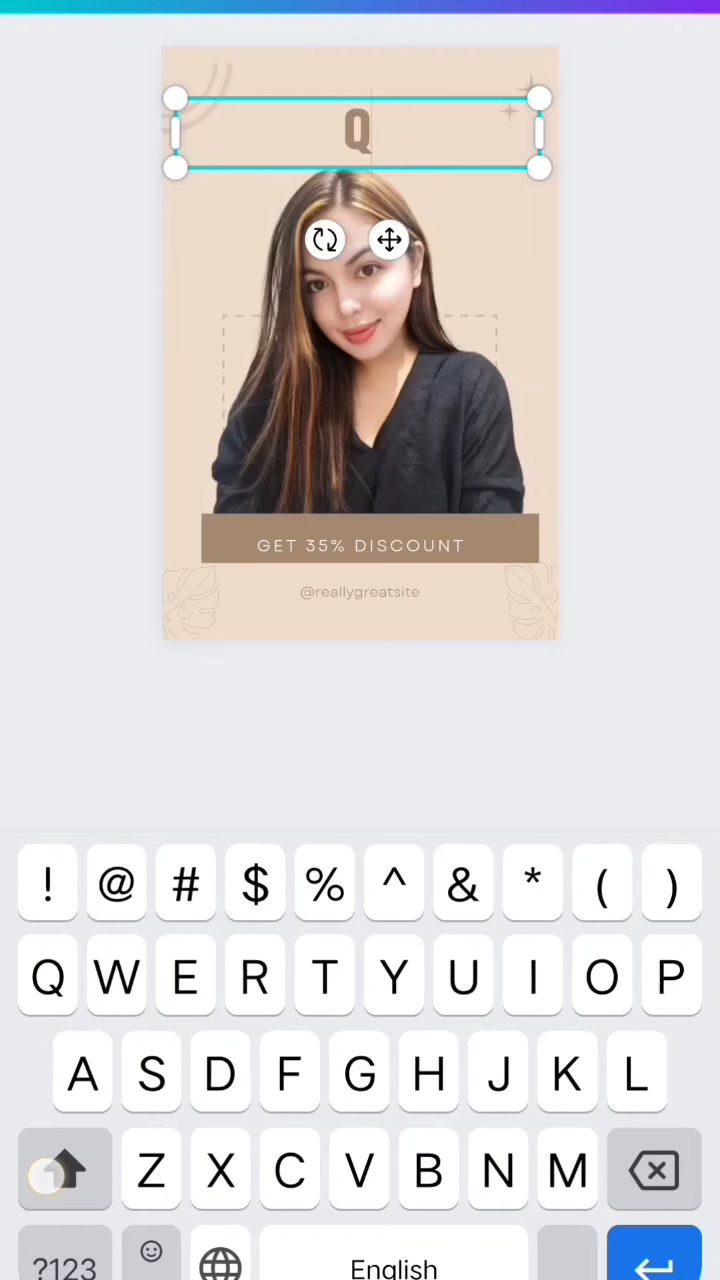 Q
GET 35% DISCOUNT
@reallygreatsite
! @ # $ % ^ & * ( )
Q W E R T Y U I O P
A S D F G H J K L
Z X C V B N M
?123 English